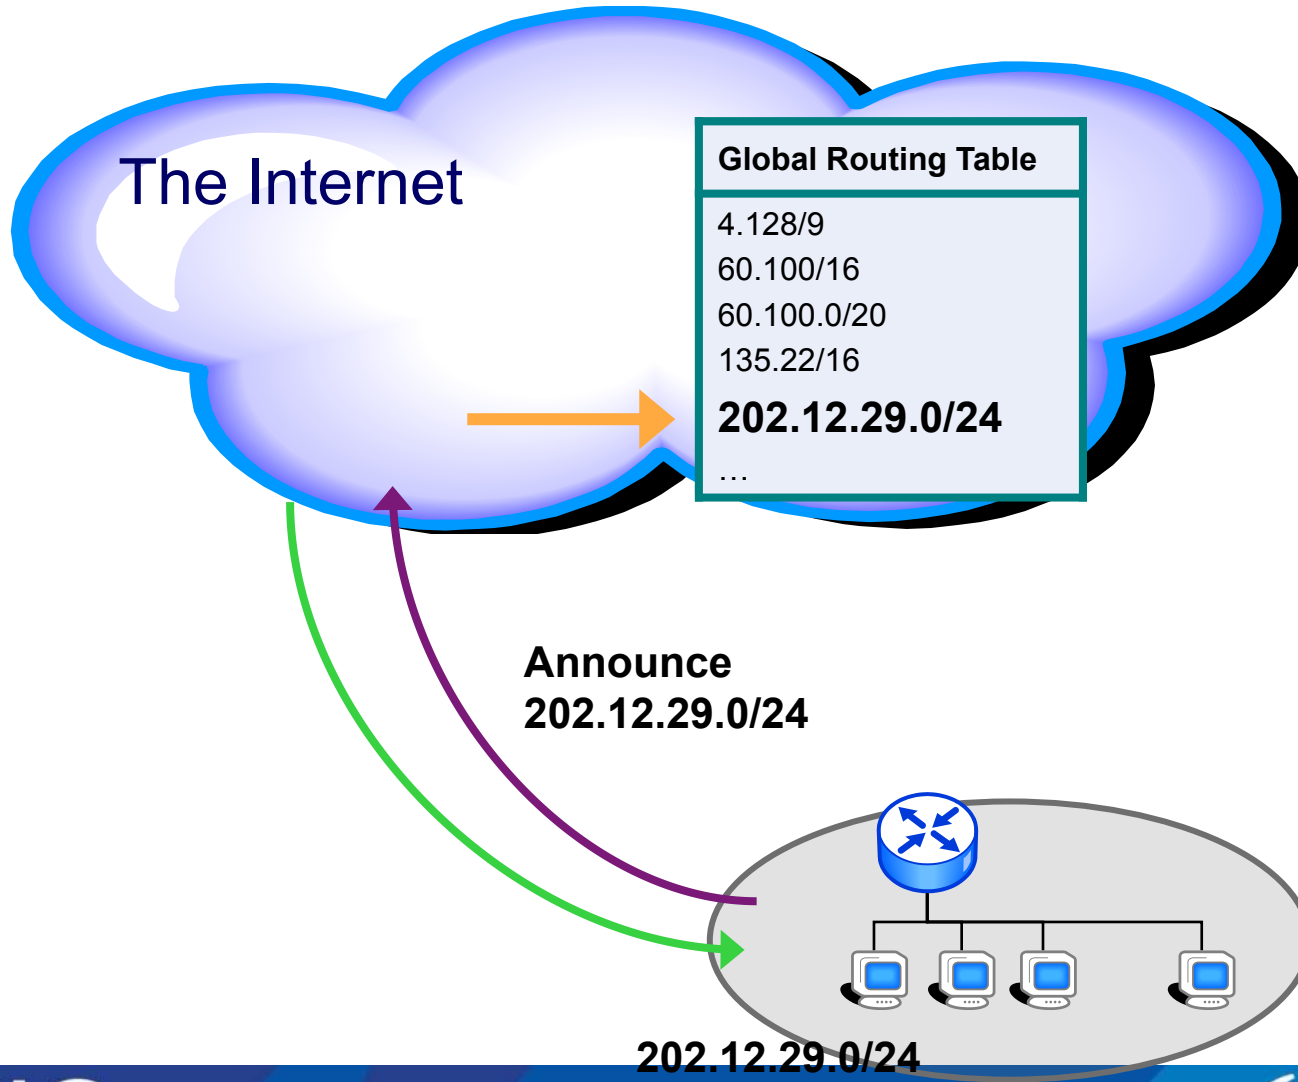 The Internet
Global Routing Table
4.128/9
60.100/16
60.100.0/20
135.22/16
202.12.29.0/24
…
Announce
202.12.29.0/24
202.12.29.0/24